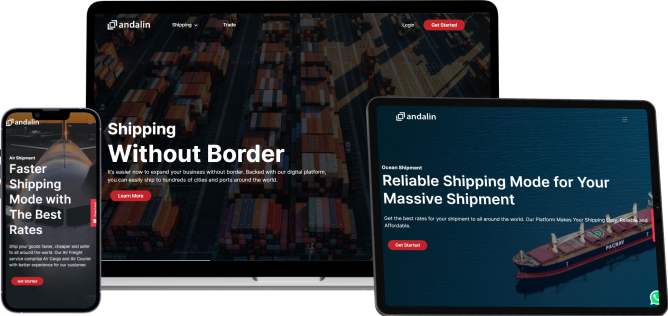 andalin
Shipping
Trade
Login
Get Started
Shipping
Without Border
It's easier now to expand your business without border. Backed with our digital platform,
you can easily ship to hundreds of cities and ports around the world.
Learn More
andalin
Air Shipment
Faster
Shipping
Mode with
The Best
Rates
Ship your goods faster, cheaper and safer
to all around the world. Our Air Freight
service comprise Air Cargo and Air Courier
with better experience for our customer.
Get Started
andalin
Ocean Shipment
Reliable Shipping Mode for Your
Massive Shipment
Get the best rates for your shipment to all around the world. Our Platform Makes Your Shipping Easy, Reliable and
Affordable.
Get Started